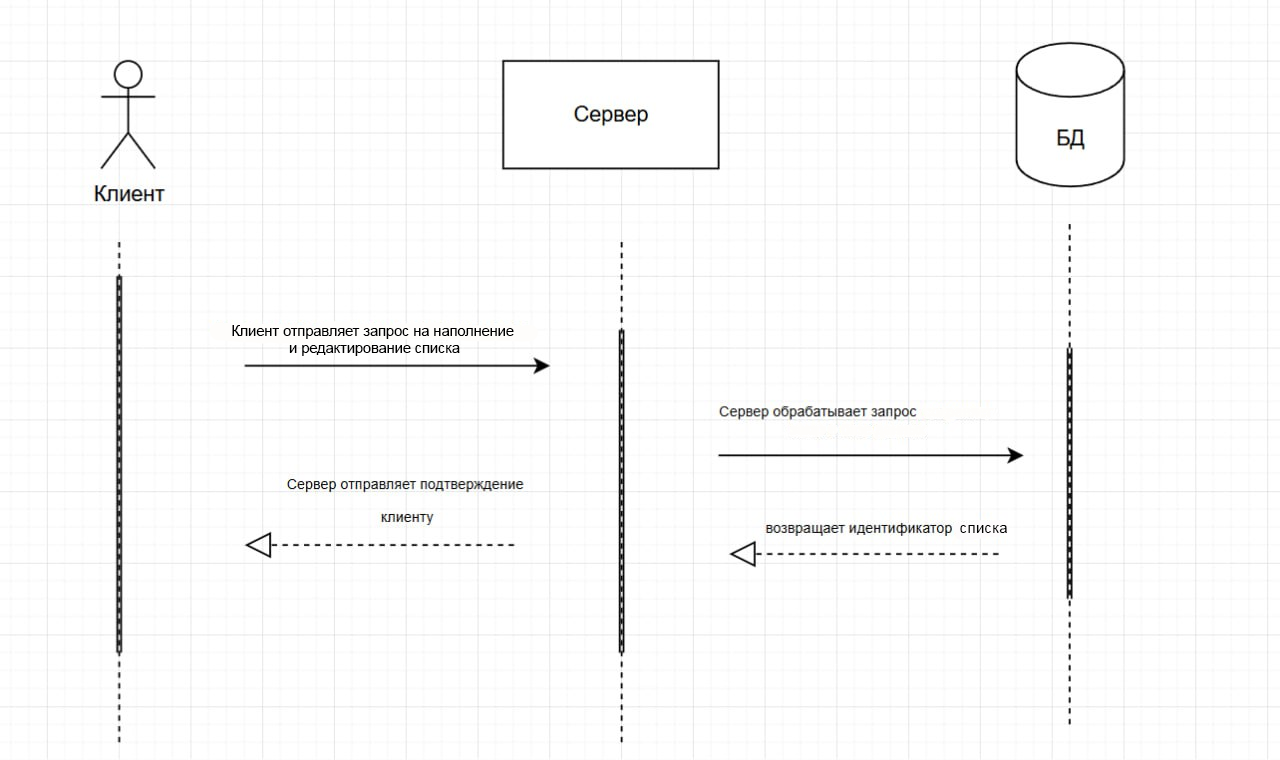 Сервер
БД
Клиент
Клиент отправляет запрос на наполнение
и редактирование списка
Сервер обрабатывает запрос
Сервер отправляет подтверждение
клиенту
возвращает идентификатор списка